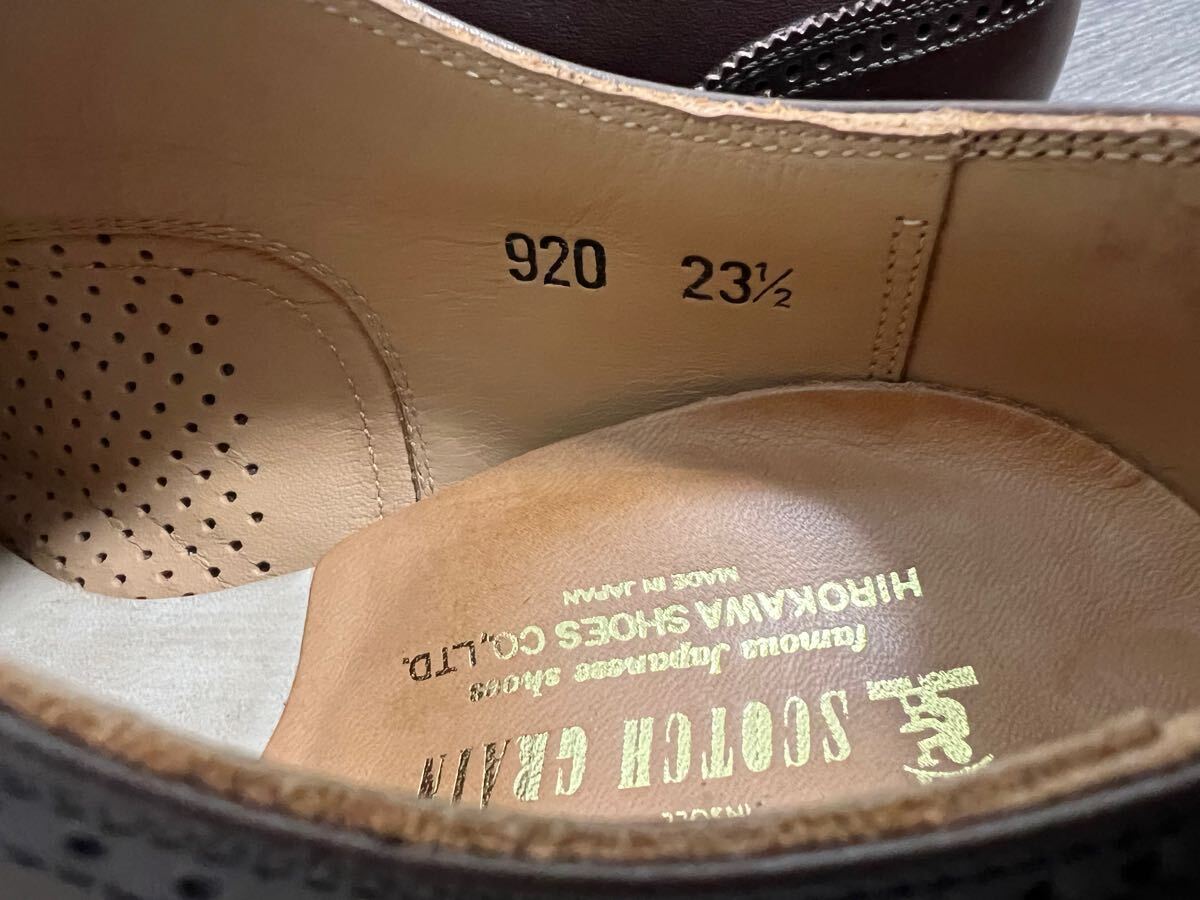 920 23½
SCOTCH GRAIN
famous Japanese shoes
HIROKAWA SHOES CO.,LTD.
MADE IN JAPAN